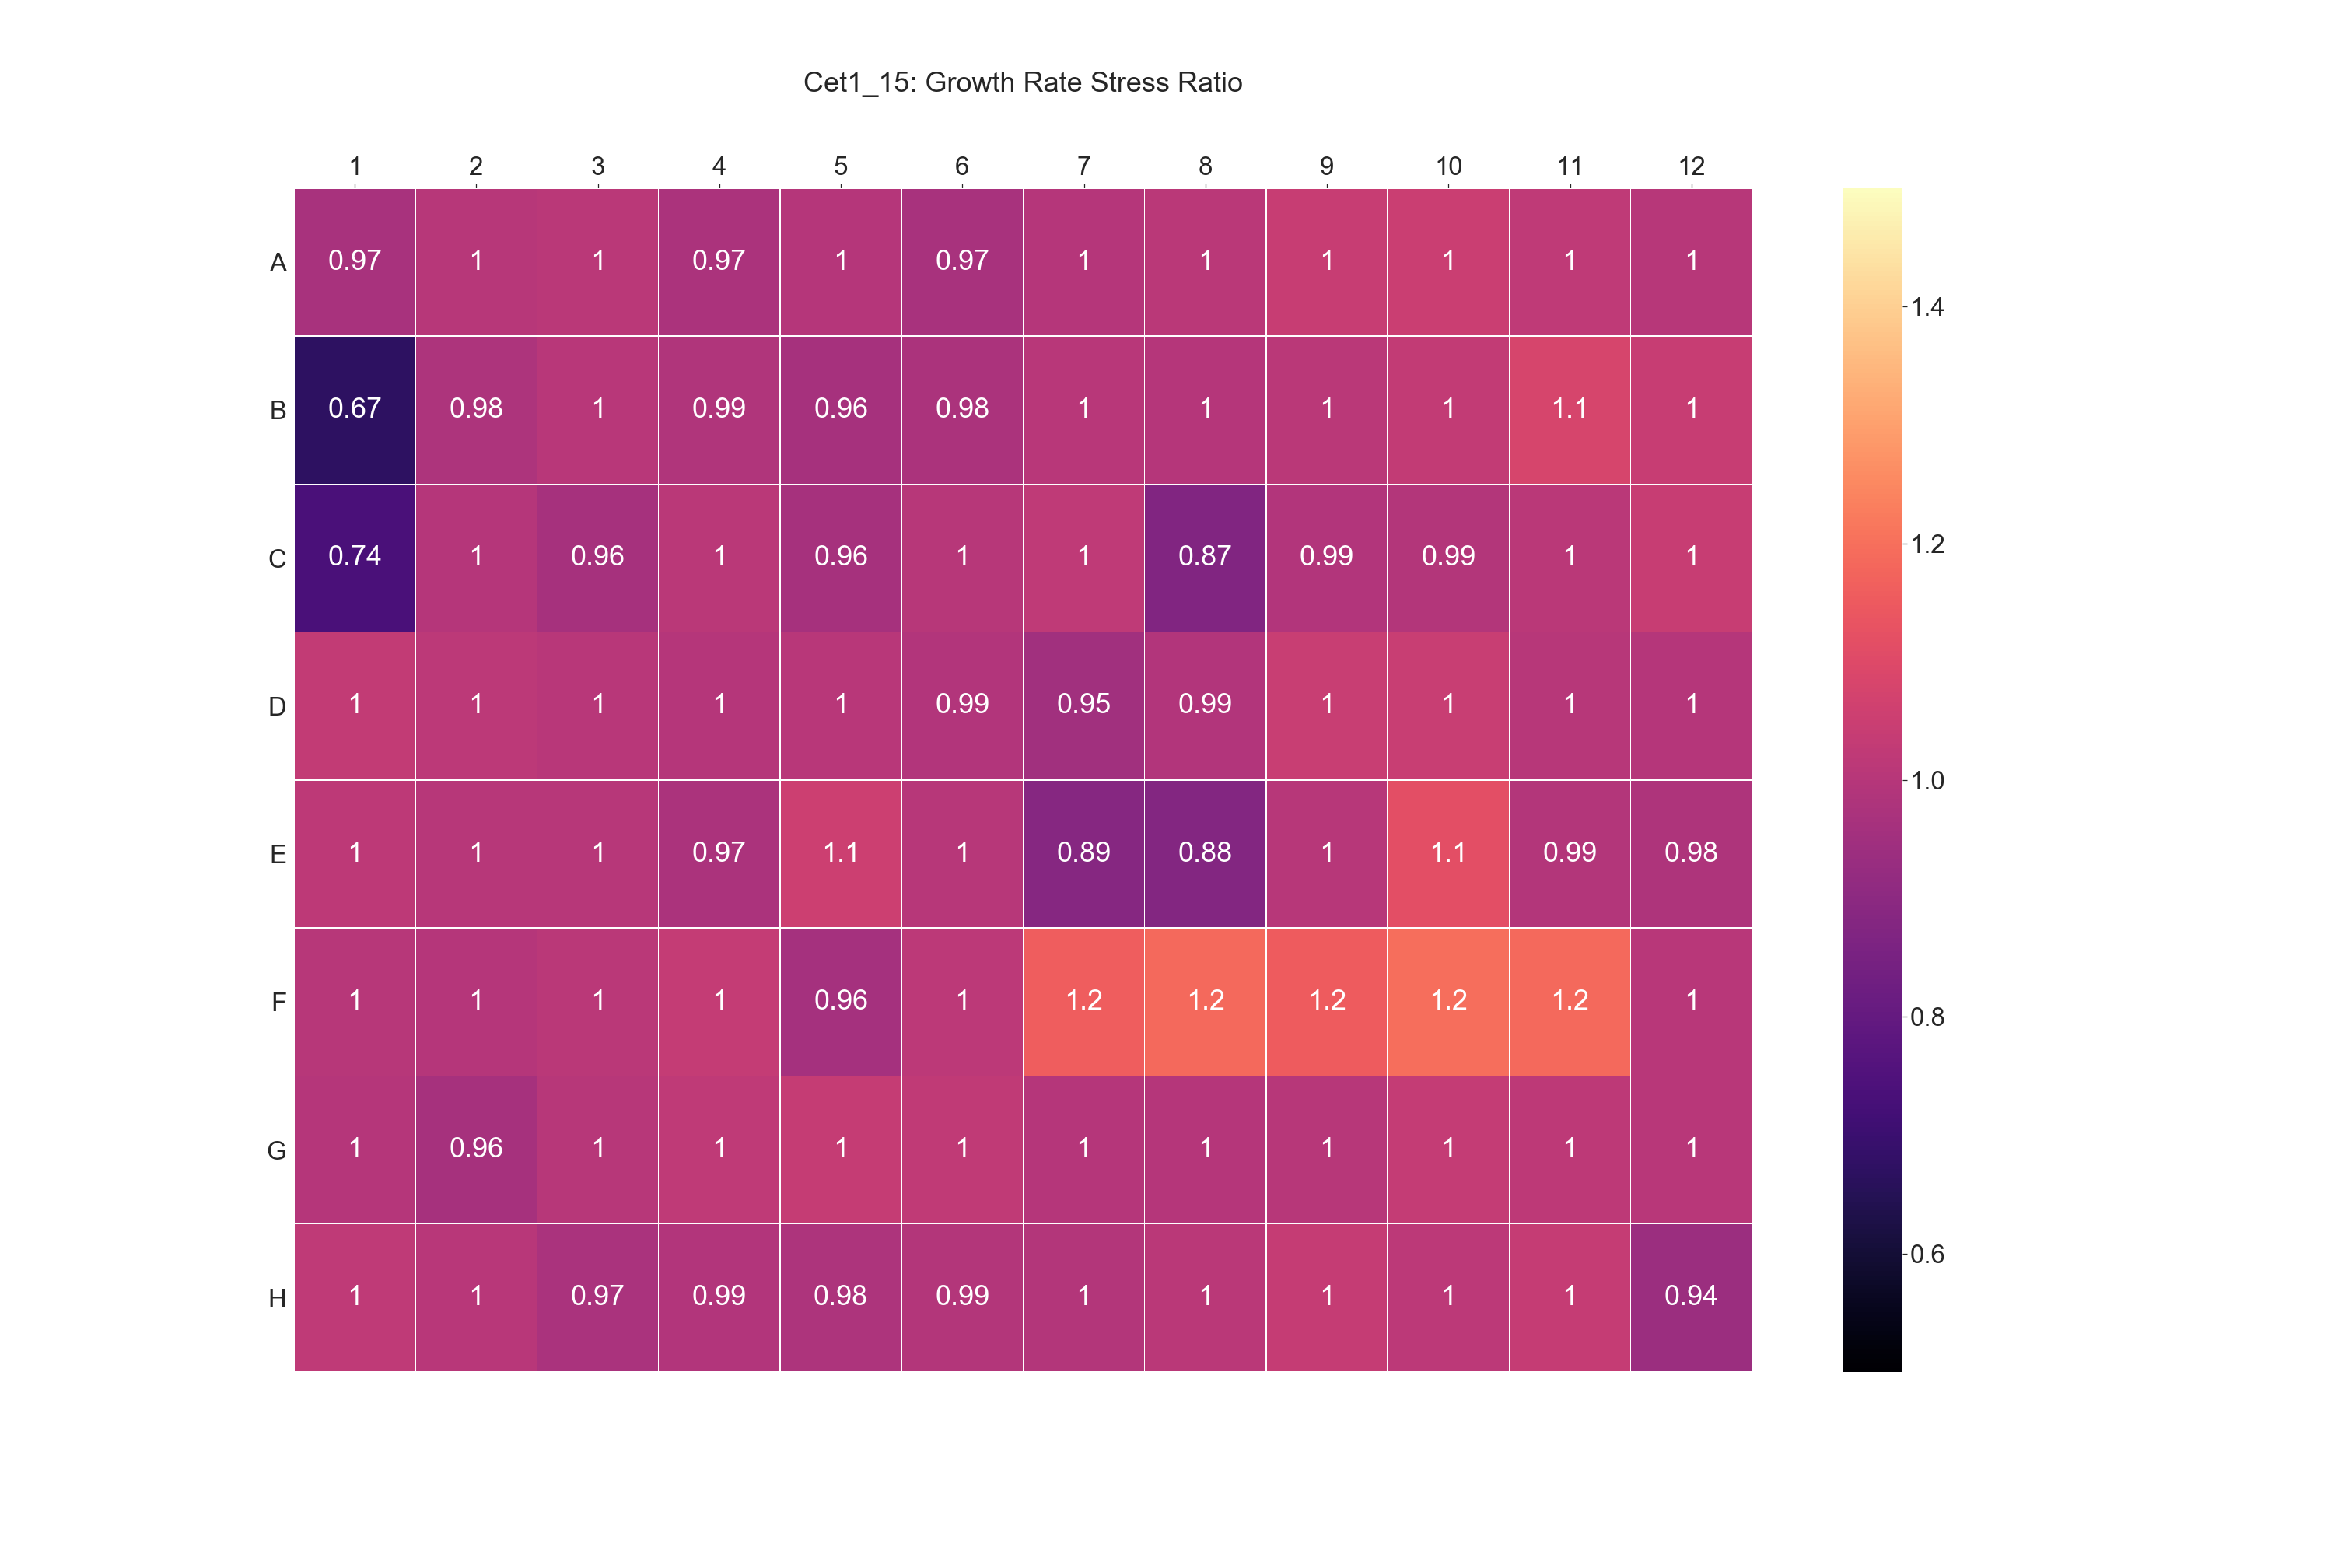 Cet1_15: Growth Rate Stress Ratio
1 2 3 4 5 6 7 8 9 10 11 12
A 0.97 1 1 0.97 1 0.97 1 1 1 1 1 1
B 0.67 0.98 1 0.99 0.96 0.98 1 1 1 1 1.1 1
C 0.74 1 0.96 1 0.96 1 1 0.87 0.99 0.99 1 1
D 1 1 1 1 1 0.99 0.95 0.99 1 1 1 1
E 1 1 1 0.97 1.1 1 0.89 0.88 1 1.1 0.99 0.98
F 1 1 1 1 0.96 1 1.2 1.2 1.2 1.2 1.2 1
G 1 0.96 1 1 1 1 1 1 1 1 1 1
H 1 1 0.97 0.99 0.98 0.99 1 1 1 1 1 0.94
1.4
1.2
1.0
0.8
0.6